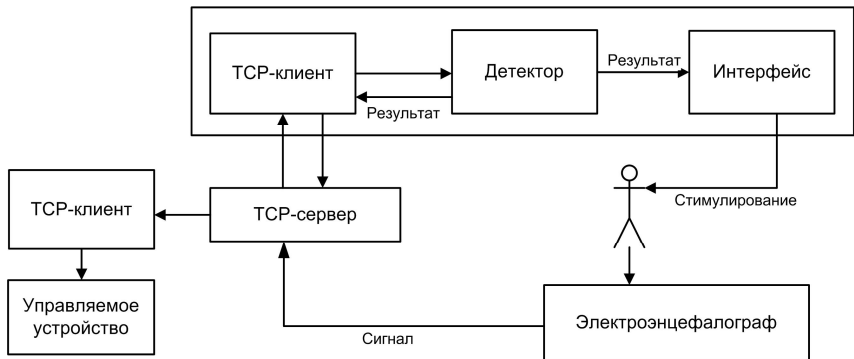 TCP-клиент
Детектор
Результат
Интерфейс
Результат
TCP-клиент
TCP-сервер
Стимулирование
Управляемое
устройство
Сигнал
Электроэнцефалограф